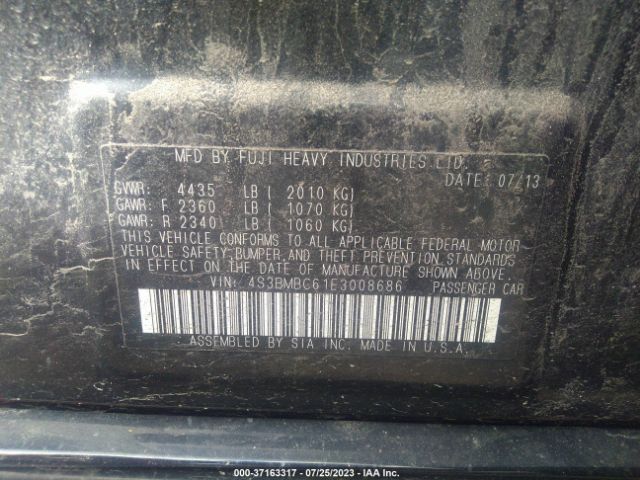 MFD BY FUJI HEAVY INDUSTRIES LTD.
DATE: 07/13
GVWR: 4435 LB ( 2010 KG)
GAWR: F 2360 LB ( 1070 KG)
GAWR: R 2340 LB ( 1060 KG)
THIS VEHICLE CONFORMS TO ALL APPLICABLE FEDERAL MOTOR
VEHICLE SAFETY, BUMPER, AND THEFT PREVENTION STANDARDS
IN EFFECT ON THE DATE OF MANUFACTURE SHOWN ABOVE.
VIN: 4S3BMBC61E3008686 PASSENGER CAR
ASSEMBLED BY SIA INC. MADE IN U.S.A.
000-37163317 - 07/25/2023 - IAA Inc.